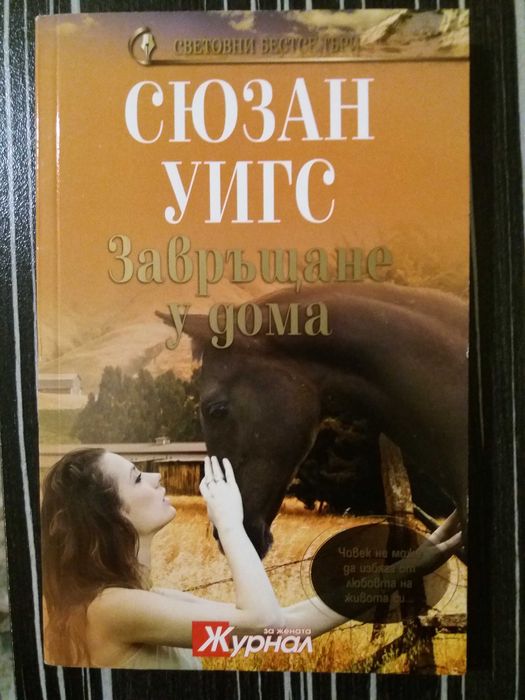 СВЕТОВНИ БЕСТСЕЛЪРИ
СЮЗАН
УИГС
Завръщане
у дома
Човек не може
да избяга от
любовта на
живота си...
за жената
Журнал